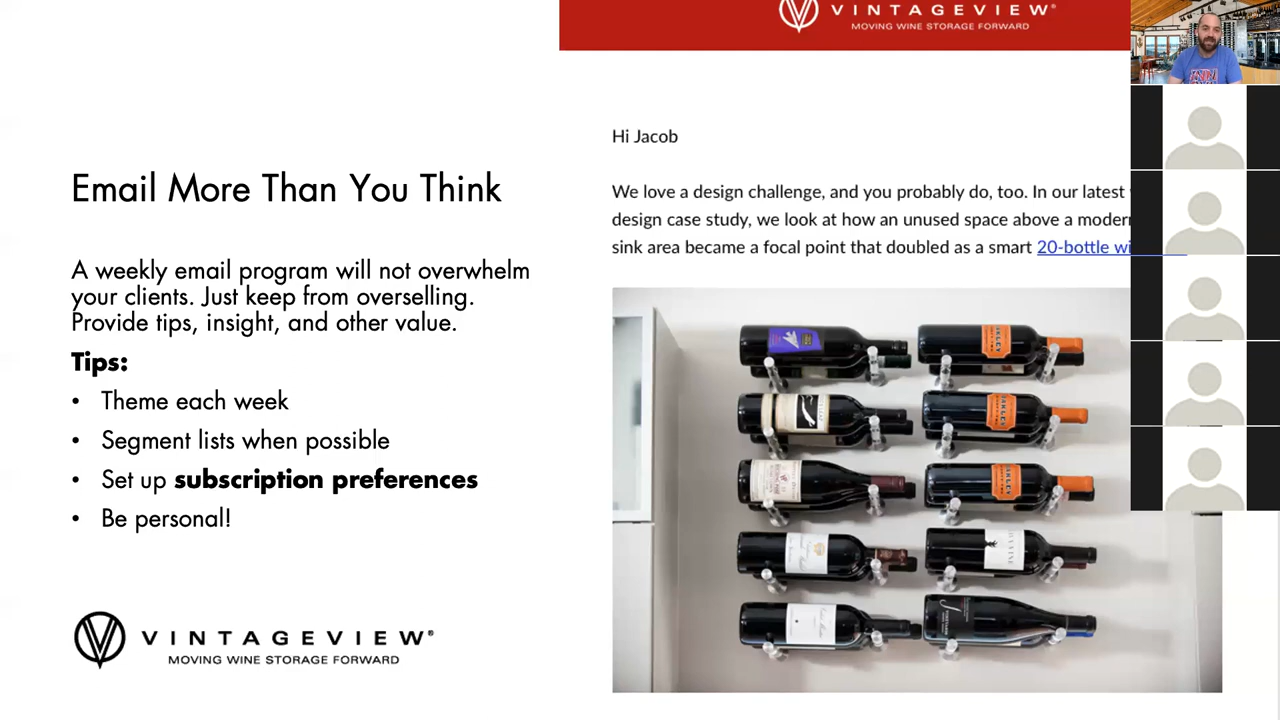 VINTAGEVIEW®
MOVING WINE STORAGE FORWARD
Email More Than You Think
A weekly email program will not overwhelm
your clients. Just keep from overselling.
Provide tips, insight, and other value.
Tips:
• Theme each week
• Segment lists when possible
• Set up subscription preferences
• Be personal!
VINTAGEVIEW®
MOVING WINE STORAGE FORWARD
Hi Jacob
We love a design challenge, and you probably do, too. In our latest
design case study, we look at how an unused space above a modern
sink area became a focal point that doubled as a smart 20-bottle